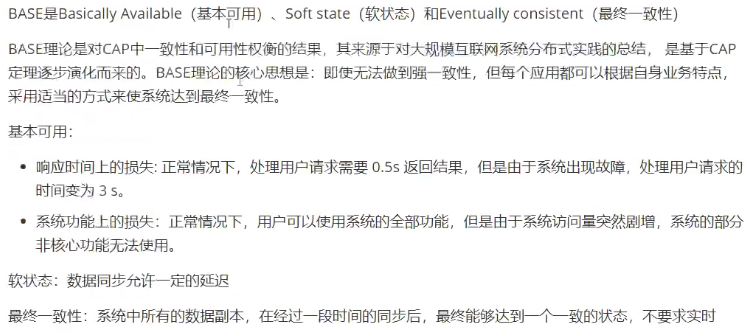 BASE是Basically Available（基本可用）、Soft state（软状态）和Eventually consistent（最终一致性）
BASE理论是对CAP中一致性和可用性权衡的结果，其来源于对大规模互联网系统分布式实践的总结， 是基于CAP
定理逐步演化而来的。BASE理论的核心思想是：即使无法做到强一致性，但每个应用都可以根据自身业务特点，
采用适当的方式来使系统达到最终一致性。
基本可用：
• 响应时间上的损失: 正常情况下，处理用户请求需要 0.5s 返回结果，但是由于系统出现故障，处理用户请求的
时间变为 3 s。
• 系统功能上的损失：正常情况下，用户可以使用系统的全部功能，但是由于系统访问量突然剧增，系统的部分
非核心功能无法使用。
软状态：数据同步允许一定的延迟
最终一致性：系统中所有的数据副本，在经过一段时间的同步后，最终能够达到一个一致的状态，不要求实时